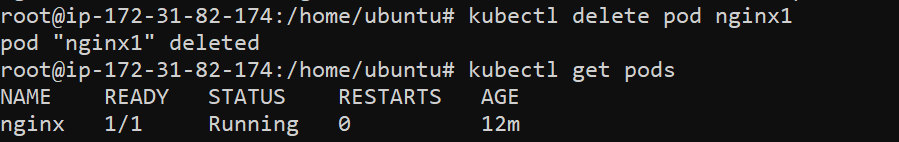 root@ip-172-31-82-174:/home/ubuntu# kubectl delete pod nginx1
pod "nginx1" deleted
root@ip-172-31-82-174:/home/ubuntu# kubectl get pods
NAME    READY   STATUS    RESTARTS   AGE
nginx   1/1     Running   0          12m